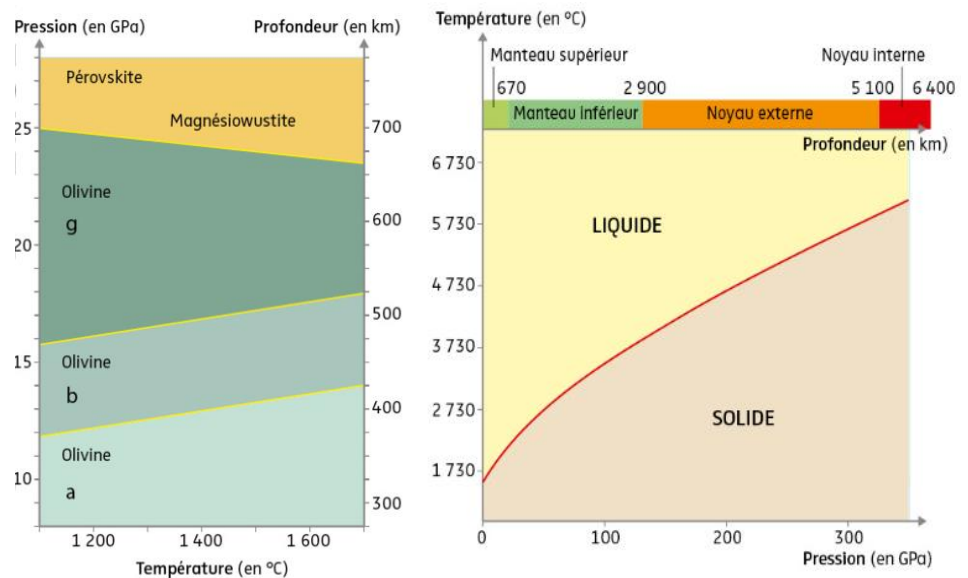 Pression (en GPa)
Profondeur (en km)
Pérovskite
Magnésiowustite
25
700
Olivine
g
600
20
500
15
Olivine
b
400
Olivine
10
a
300
1 200
1 400
1 600
Température (en °C)
Température (en °C)
Manteau supérieur
Noyau interne
670
2 900
5 100
6 400
Manteau inférieur
Noyau externe
Profondeur (en km)
6 730
5 730
LIQUIDE
4 730
3 730
2 730
SOLIDE
1 730
0
100
200
300
Pression (en GPa)